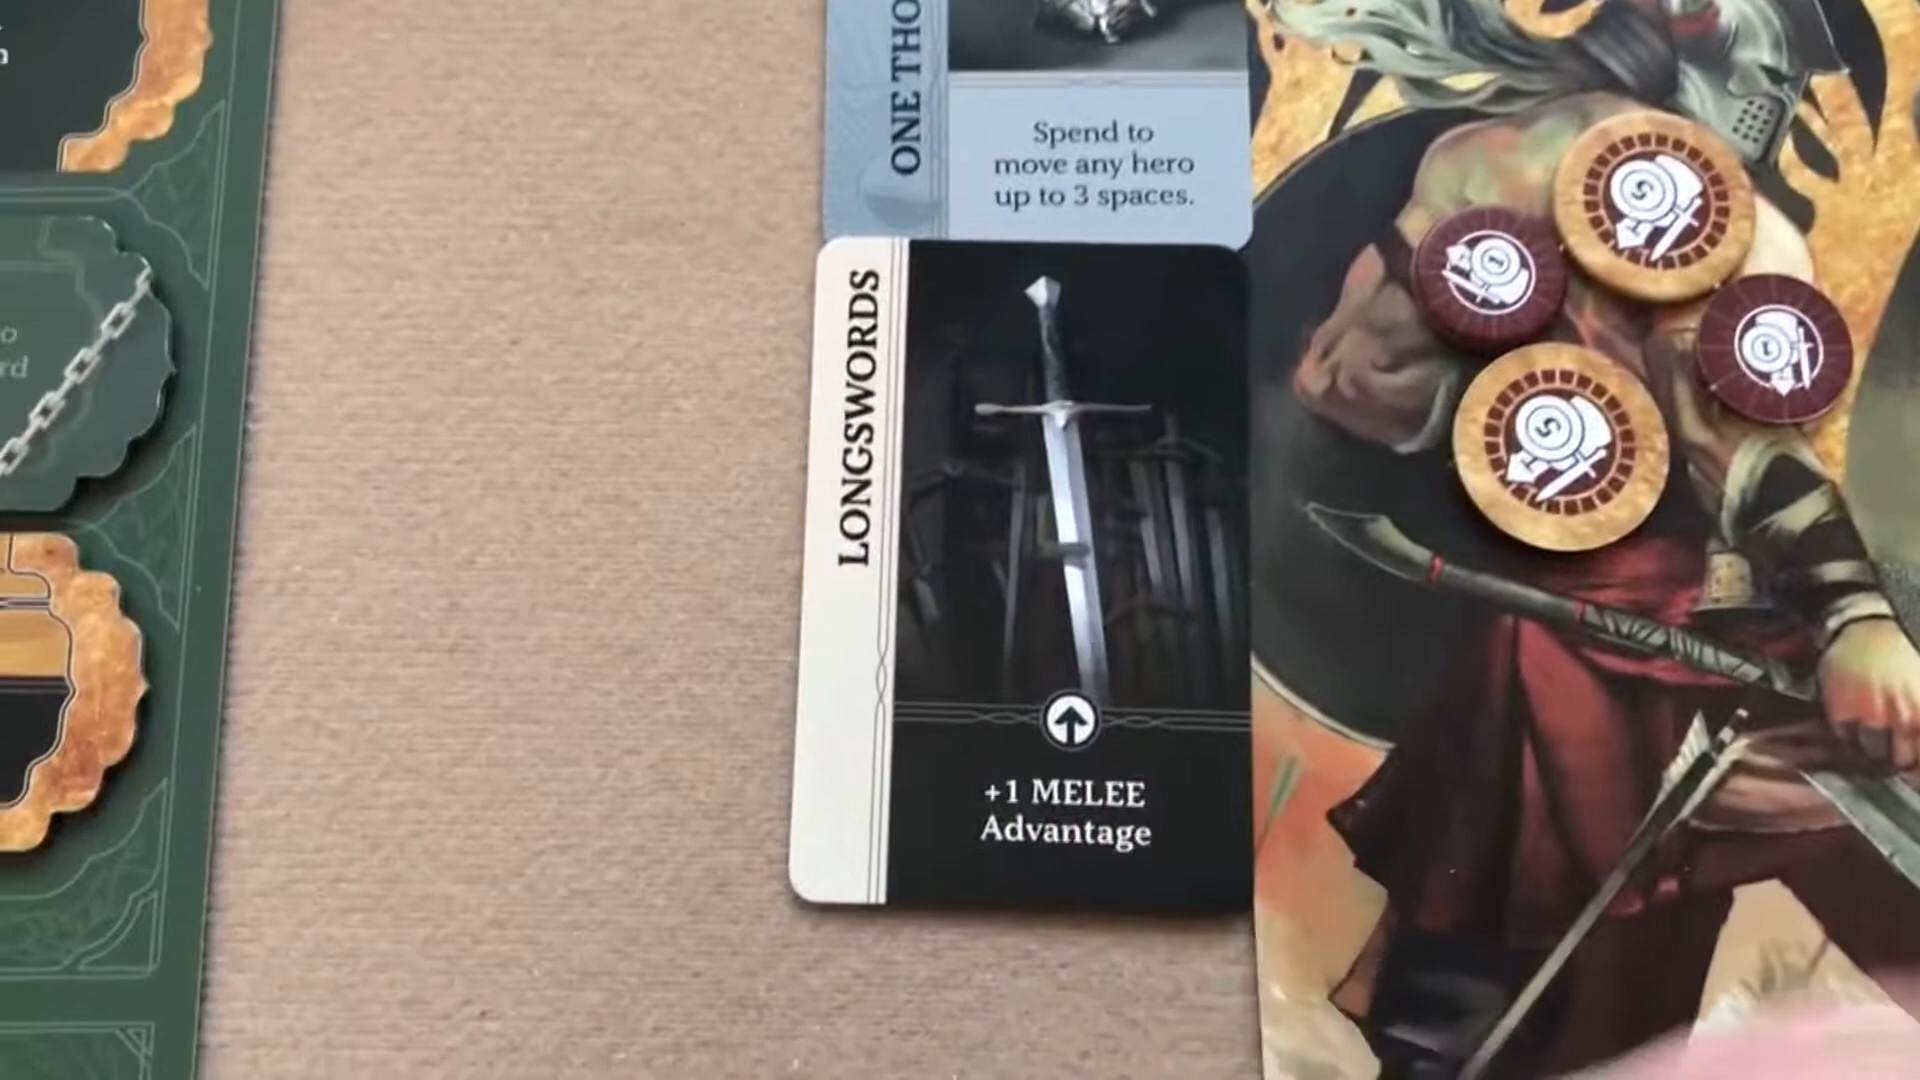 ONE THO
Spend to
move any hero
up to 3 spaces.
LONGSWORDS
+1 MELEE
Advantage
5
1
1
5
rd